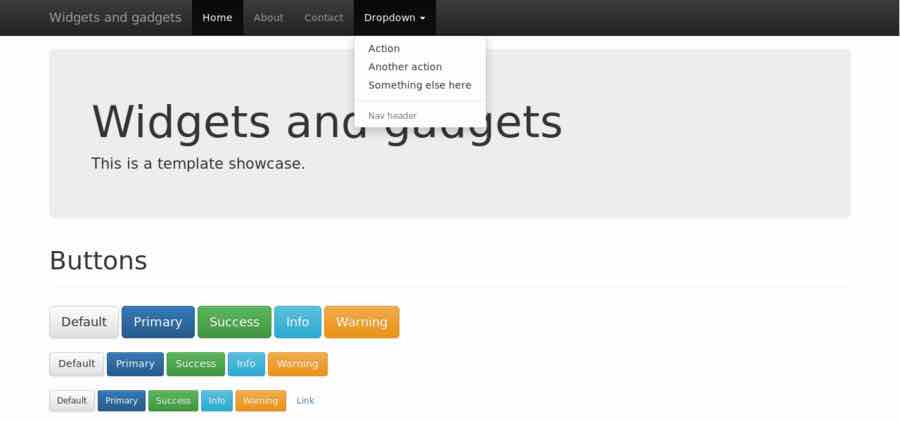 Widgets and gadgets Home About Contact Dropdown
Action
Another action
Something else here
Nav header
Widgets and gadgets
This is a template showcase.
Buttons
Default Primary Success Info Warning
Default Primary Success Info Warning
Default Primary Success Info Warning Link